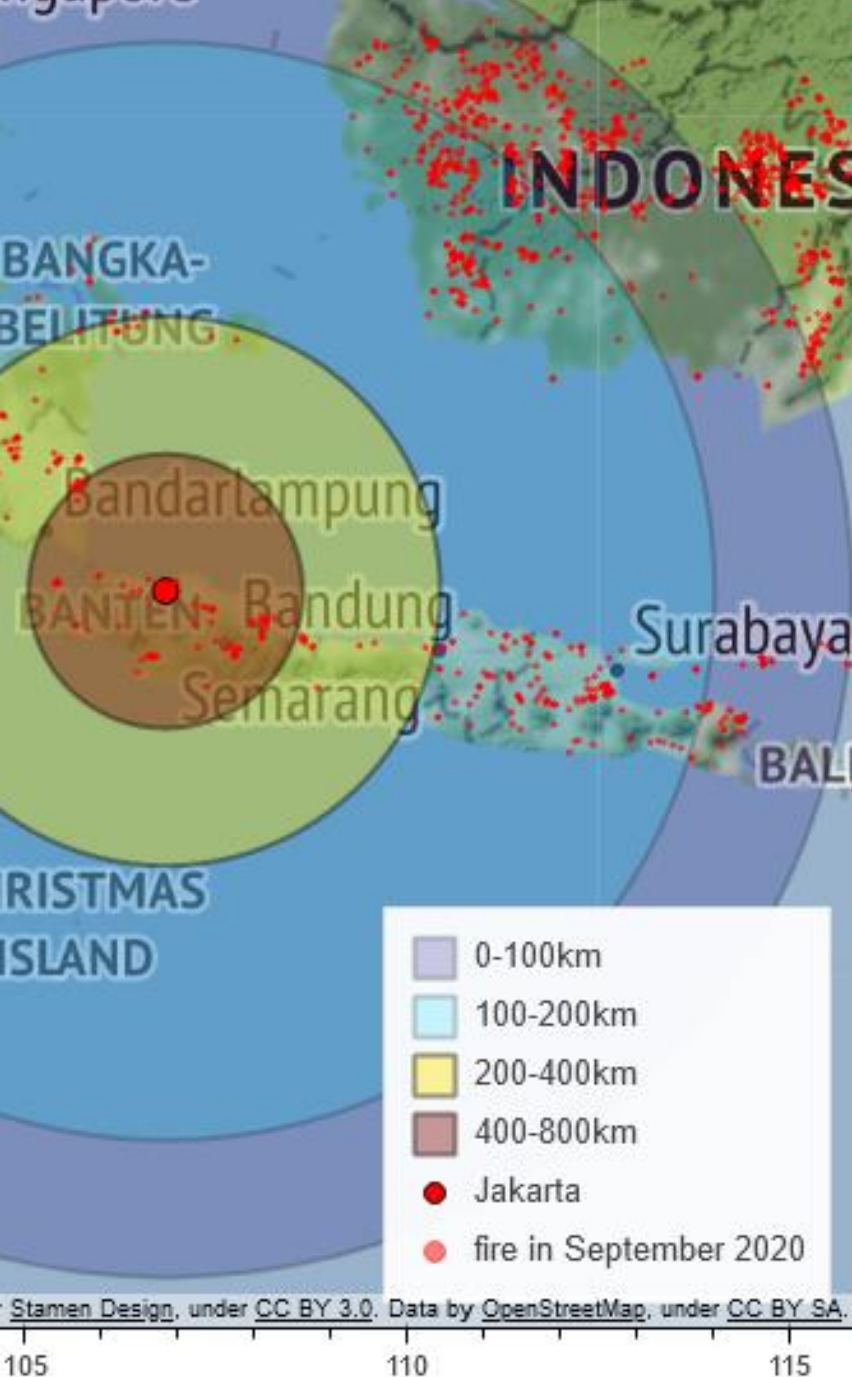 INDONES
BANGKA-
BELITUNG
Bandarlampung
BANTEN
Bandung
Surabaya
Semarang
BALI
RISTMAS
ISLAND
0-100km
100-200km
200-400km
400-800km
Jakarta
fire in September 2020
Stamen Design, under CC BY 3.0. Data by OpenStreetMap, under CC BY SA.
105 110 115